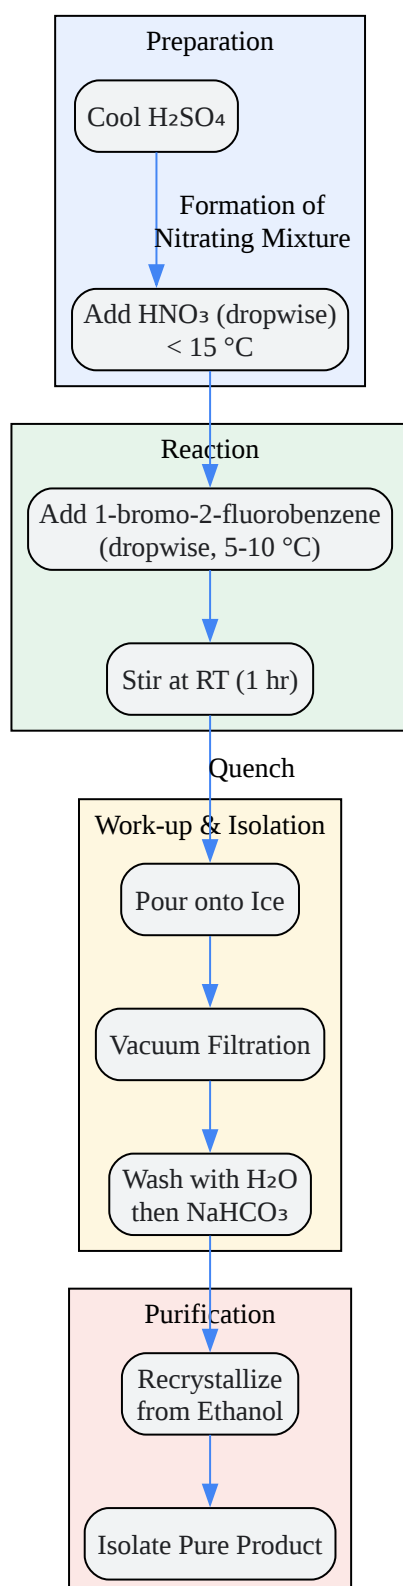 Preparation
Cool H₂SO₄
Formation of
Nitrating Mixture
Add HNO₃ (dropwise)
< 15 °C
Reaction
Add 1-bromo-2-fluorobenzene
(dropwise, 5-10 °C)
Stir at RT (1 hr)
Quench
Work-up & Isolation
Pour onto Ice
Vacuum Filtration
Wash with H₂O
then NaHCO₃
Purification
Recrystallize
from Ethanol
Isolate Pure Product